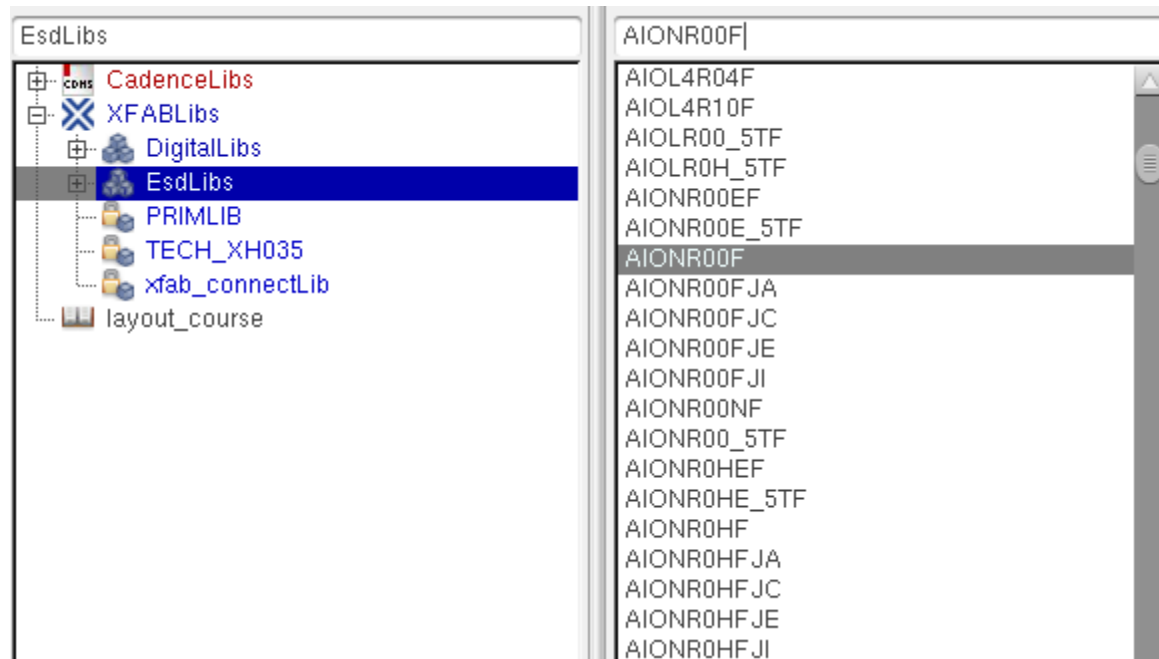 EsdLibs
CDMS CadenceLibs
XFABLibs
DigitalLibs
EsdLibs
PRIMLIB
TECH_XH035
xfab_connectLib
layout_course
AIONR00F
AIOL4R04F
AIOL4R10F
AIOLR00_5TF
AIOLR0H_5TF
AIONR00EF
AIONR00E_5TF
AIONR00F
AIONR00FJA
AIONR00FJC
AIONR00FJE
AIONR00FJI
AIONR00NF
AIONR00_5TF
AIONR0HEF
AIONR0HE_5TF
AIONR0HF
AIONR0HFJA
AIONR0HFJC
AIONR0HFJE
AIONR0HFJI